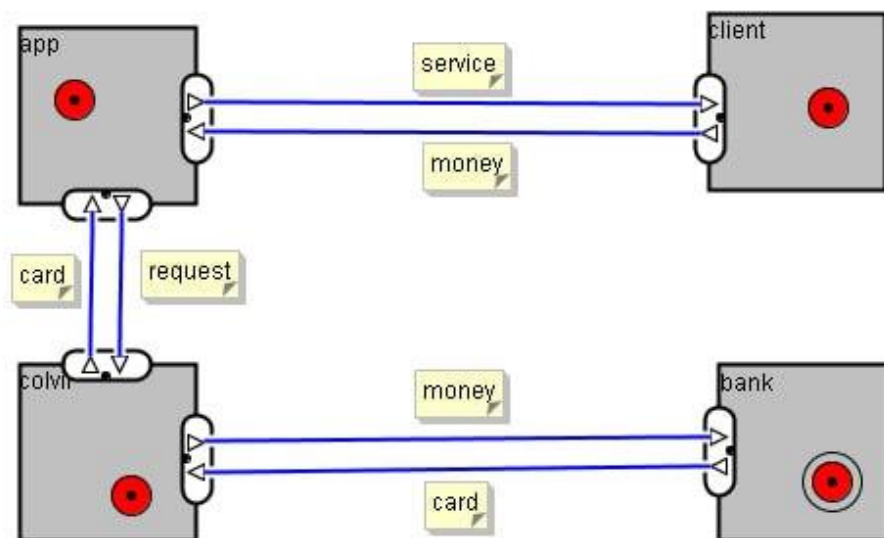 app
client
service
money
card
request
colvir
bank
money
card